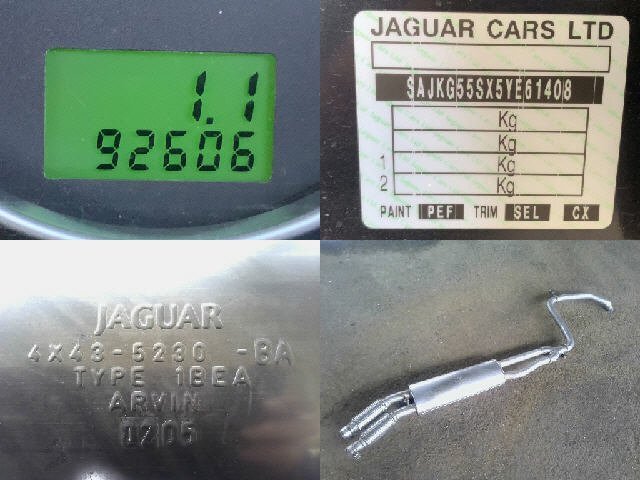 1.1
92606
JAGUAR CARS LTD
SAJKG55SX5YE61408
Kg
Kg
1 Kg
2 Kg
PAINT PEF TRIM SEL CX
JAGUAR
4X43-5230 -BA
TYPE 1BEA
ARVIN
0205